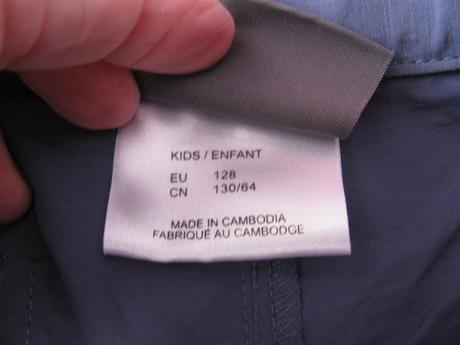 KIDS / ENFANT
EU 128
CN 130/64
MADE IN CAMBODIA
FABRIQUÉ AU CAMBODGE